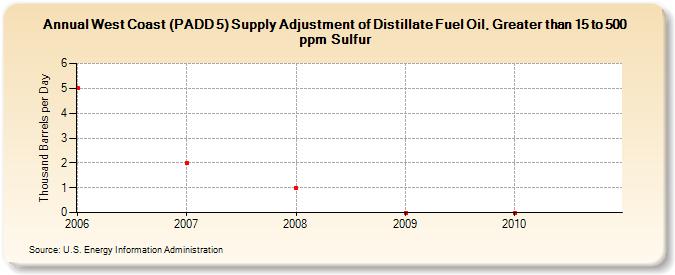 Annual West Coast (PADD 5) Supply Adjustment of Distillate Fuel Oil, Greater than 15 to 500
ppm Sulfur
Thousand Barrels per Day
6
5
4
3
2
1
0
2006 2007 2008 2009 2010
Source: U.S. Energy Information Administration